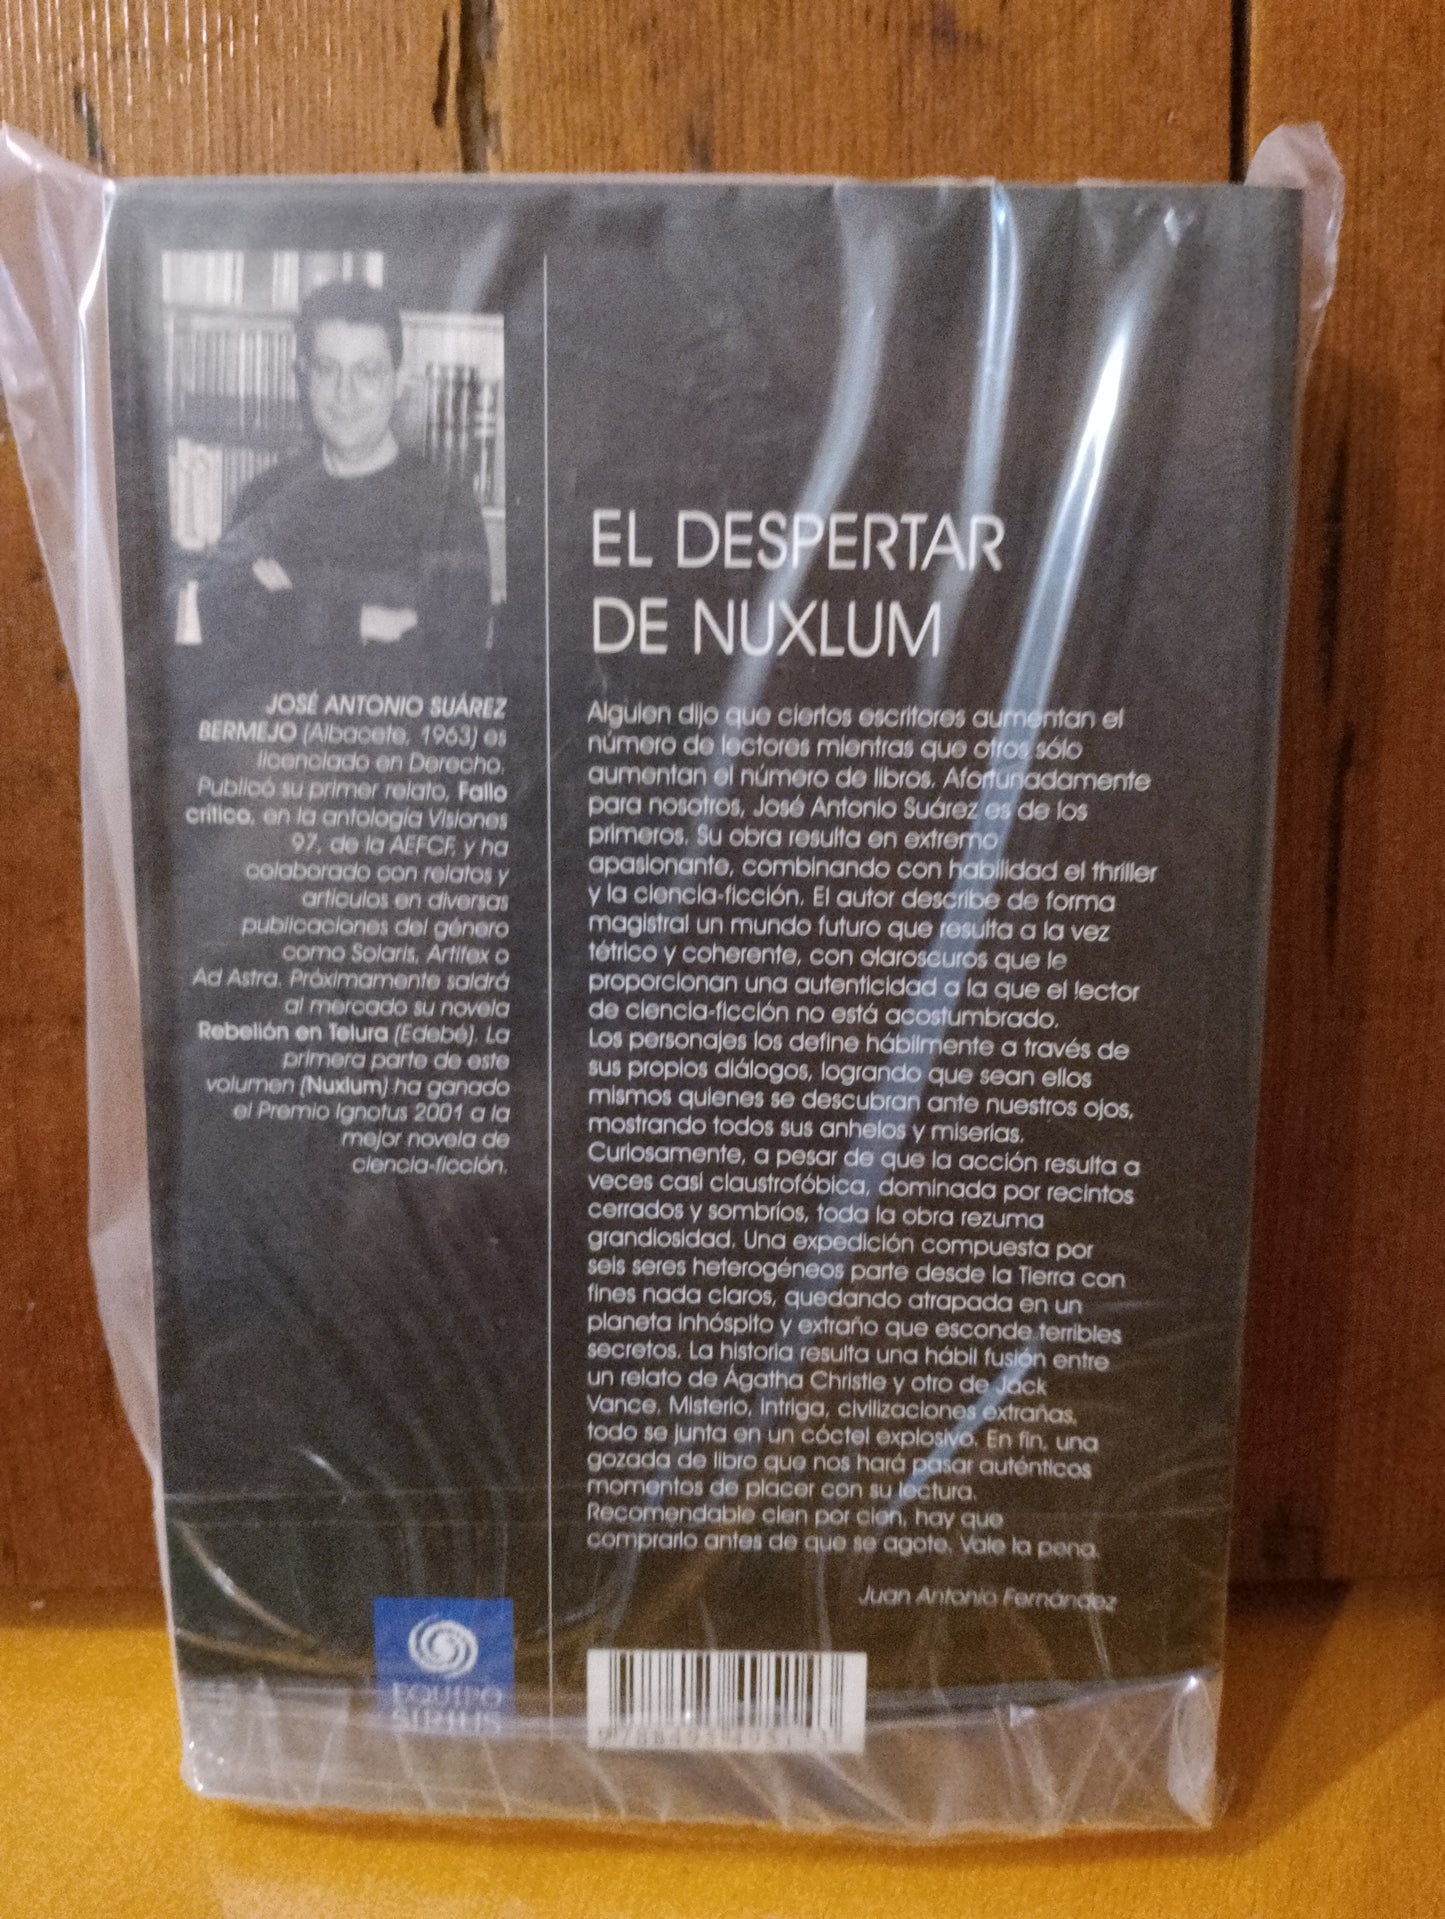 JOSÉ ANTONIO SUÁREZ
BERMEJO (Albacete, 1963) es
licenciado en Derecho.
Publicó su primer relato, Fallo
crítico, en la antología Visiones
97, de la AEFCF, y ha
colaborado con relatos y
artículos en diversas
publicaciones del género
como Solaris, Artifex o
Ad Astra. Próximamente saldrá
al mercado su novela
Rebelión en Telura (Edebé). La
primera parte de este
volumen (Nuxlum) ha ganado
el Premio Ignotus 2001 a la
mejor novela de
ciencia-ficción.
EQUIPO
SIRIUS
EL DESPERTAR
DE NUXLUM
Alguien dijo que ciertos escritores aumentan el
número de lectores mientras que otros sólo
aumentan el número de libros. Afortunadamente
para nosotros, José Antonio Suárez es de los
primeros. Su obra resulta en extremo
apasionante, combinando con habilidad el thriller
y la ciencia-ficción. El autor describe de forma
magistral un mundo futuro que resulta a la vez
tétrico y coherente, con claroscuros que le
proporcionan una autenticidad a la que el lector
de ciencia-ficción no está acostumbrado.
Los personajes los define hábilmente a través de
sus propios diálogos, logrando que sean ellos
mismos quienes se descubran ante nuestros ojos,
mostrando todos sus anhelos y miserias.
Curiosamente, a pesar de que la acción resulta a
veces casi claustrofóbica, dominada por recintos
cerrados y sombríos, toda la obra rezuma
grandiosidad. Una expedición compuesta por
seis seres heterogéneos parte desde la Tierra con
fines nada claros, quedando atrapada en un
planeta inhóspito y extraño que esconde terribles
secretos. La historia resulta una hábil fusión entre
un relato de Ágatha Christie y otro de Jack
Vance. Misterio, intriga, civilizaciones extrañas,
todo se junta en un cóctel explosivo. En fin, una
gozada de libro que nos hará pasar auténticos
momentos de placer con su lectura.
Recomendable cien por cien, hay que
comprarlo antes de que se agote. Vale la pena.
Juan Antonio Fernández